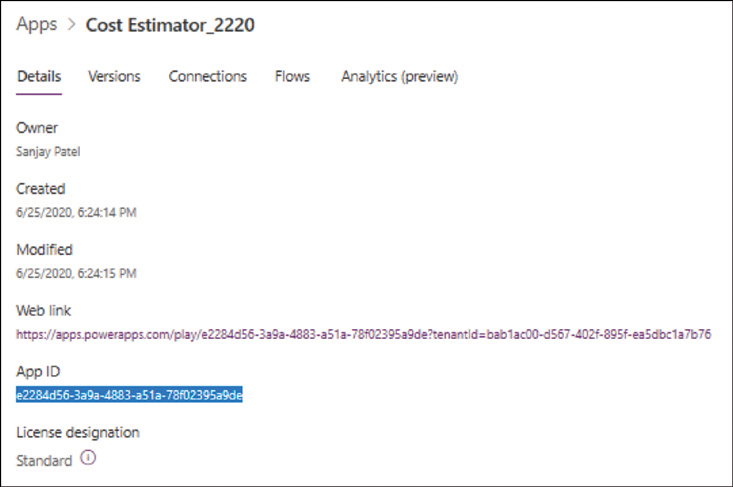 Apps > Cost Estimator_2220
Details Versions Connections Flows Analytics (preview)
Owner
Sanjay Patel
Created
6/25/2020, 6:24:14 PM
Modified
6/25/2020, 6:24:15 PM
Web link
https://apps.powerapps.com/play/e2284d56-3a9a-4883-a51a-78f02395a9de?tenantId=bab1ac00-d567-402f-895f-ea5dbc1a7b76
App ID
e2284d56-3a9a-4883-a51a-78f02395a9de
License designation
Standard